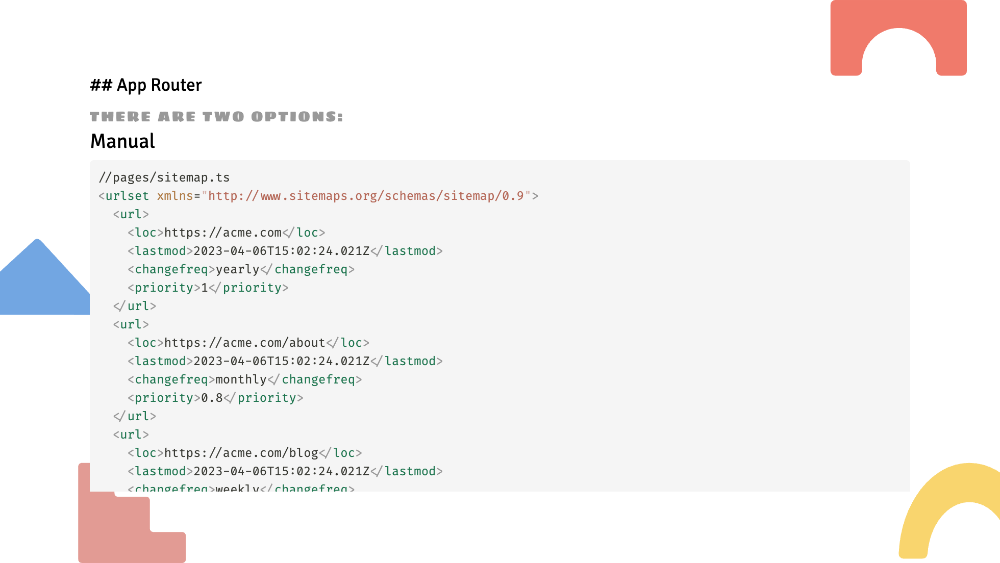 ## App Router
THERE ARE TWO OPTIONS:
Manual
//pages/sitemap.ts
<urlset xmlns="http://www.sitemaps.org/schemas/sitemap/0.9">
  <url>
    <loc>https://acme.com</loc>
    <lastmod>2023-04-06T15:02:24.021Z</lastmod>
    <changefreq>yearly</changefreq>
    <priority>1</priority>
  </url>
  <url>
    <loc>https://acme.com/about</loc>
    <lastmod>2023-04-06T15:02:24.021Z</lastmod>
    <changefreq>monthly</changefreq>
    <priority>0.8</priority>
  </url>
  <url>
    <loc>https://acme.com/blog</loc>
    <lastmod>2023-04-06T15:02:24.021Z</lastmod>
    <changefreq>weekly</changefreq>